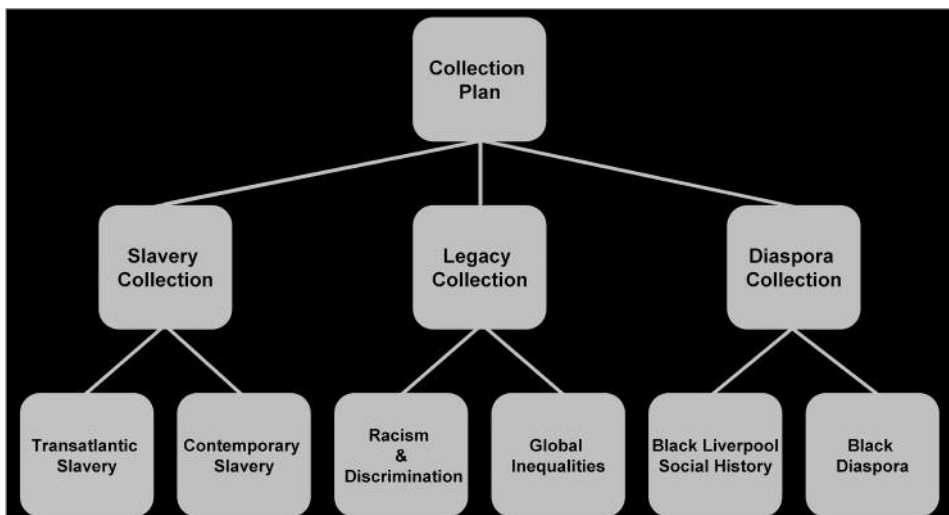 Collection
Plan
Slavery
Collection
Legacy
Collection
Diaspora
Collection
Transatlantic
Slavery
Contemporary
Slavery
Racism
&
Discrimination
Global
Inequalities
Black Liverpool
Social History
Black
Diaspora